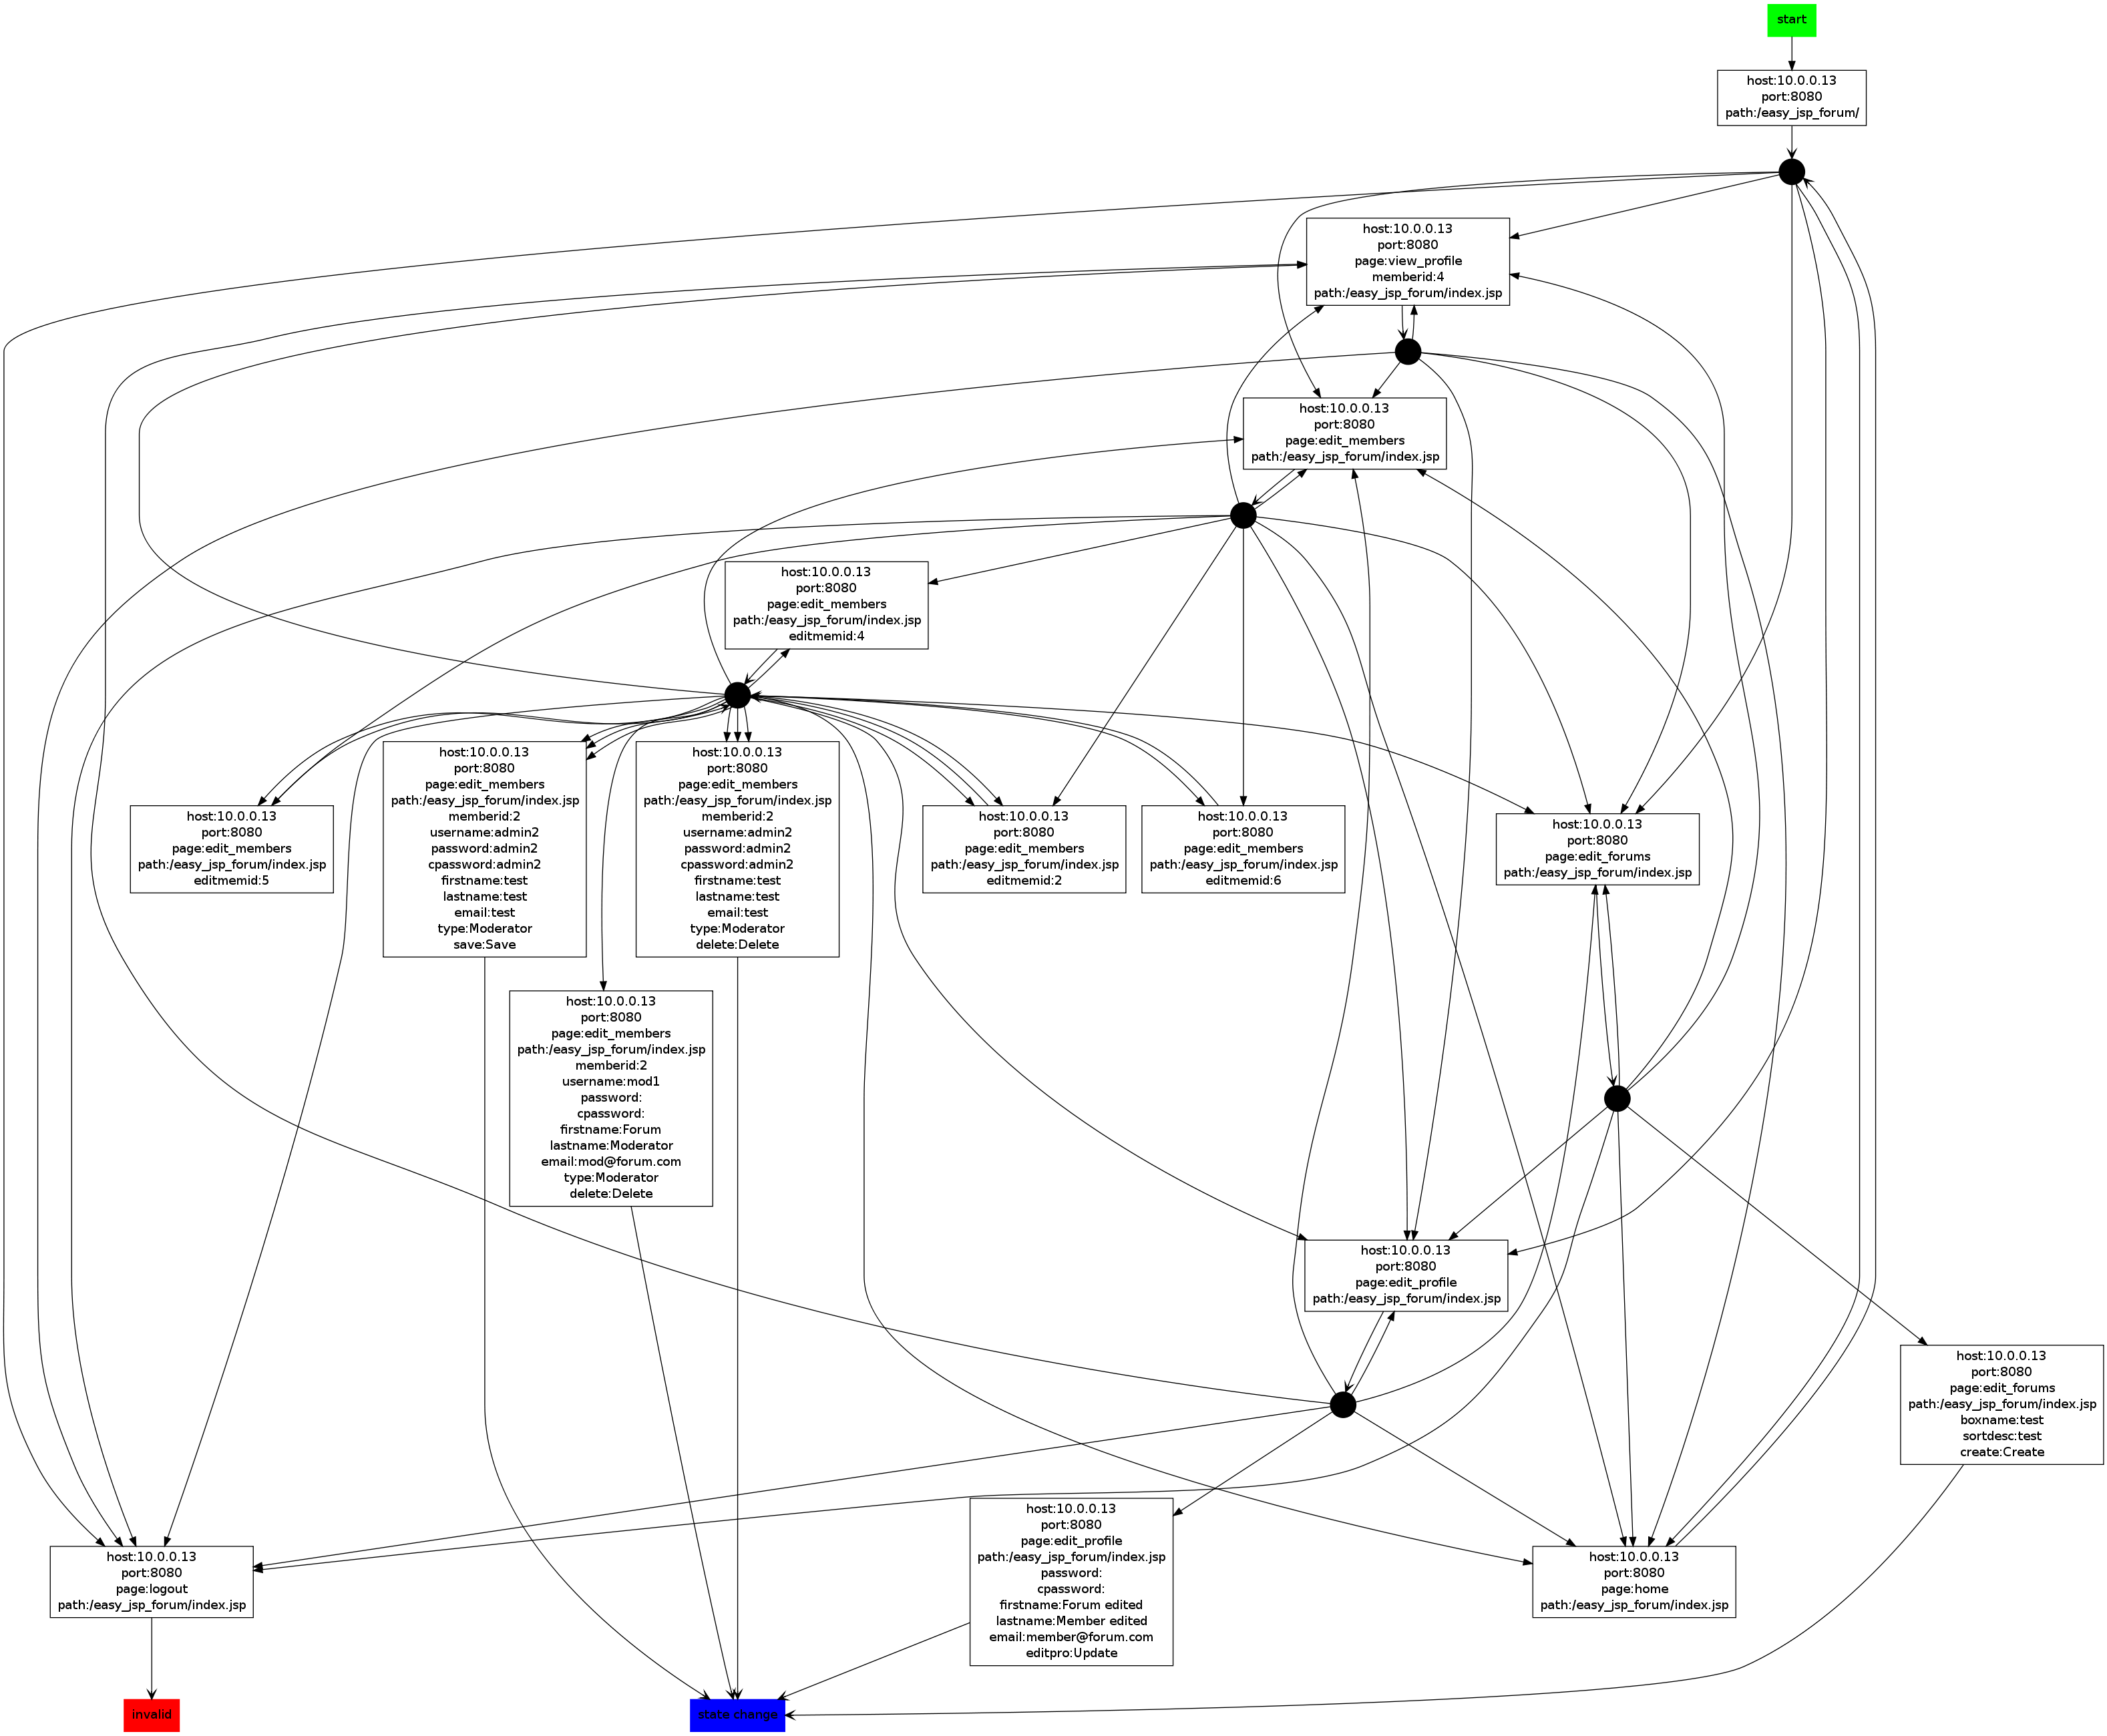 start
host:10.0.0.13
port:8080
path:/easy_jsp_forum/
host:10.0.0.13
port:8080
page:view_profile
memberid:4
path:/easy_jsp_forum/index.jsp
host:10.0.0.13
port:8080
page:edit_members
path:/easy_jsp_forum/index.jsp
host:10.0.0.13
port:8080
page:edit_members
path:/easy_jsp_forum/index.jsp
editmemid:4
host:10.0.0.13
port:8080
page:edit_members
path:/easy_jsp_forum/index.jsp
editmemid:5
host:10.0.0.13
port:8080
page:edit_members
path:/easy_jsp_forum/index.jsp
memberid:2
username:admin2
password:admin2
cpassword:admin2
firstname:test
lastname:test
email:test
type:Moderator
save:Save
host:10.0.0.13
port:8080
page:edit_members
path:/easy_jsp_forum/index.jsp
memberid:2
username:admin2
password:admin2
cpassword:admin2
firstname:test
lastname:test
email:test
type:Moderator
delete:Delete
host:10.0.0.13
port:8080
page:edit_members
path:/easy_jsp_forum/index.jsp
editmemid:2
host:10.0.0.13
port:8080
page:edit_members
path:/easy_jsp_forum/index.jsp
editmemid:6
host:10.0.0.13
port:8080
page:edit_forums
path:/easy_jsp_forum/index.jsp
host:10.0.0.13
port:8080
page:edit_members
path:/easy_jsp_forum/index.jsp
memberid:2
username:mod1
password:
cpassword:
firstname:Forum
lastname:Moderator
email:mod@forum.com
type:Moderator
delete:Delete
host:10.0.0.13
port:8080
page:edit_profile
path:/easy_jsp_forum/index.jsp
host:10.0.0.13
port:8080
page:edit_forums
path:/easy_jsp_forum/index.jsp
boxname:test
sortdesc:test
create:Create
host:10.0.0.13
port:8080
page:logout
path:/easy_jsp_forum/index.jsp
host:10.0.0.13
port:8080
page:edit_profile
path:/easy_jsp_forum/index.jsp
password:
cpassword:
firstname:Forum edited
lastname:Member edited
email:member@forum.com
editpro:Update
host:10.0.0.13
port:8080
page:home
path:/easy_jsp_forum/index.jsp
invalid
state change